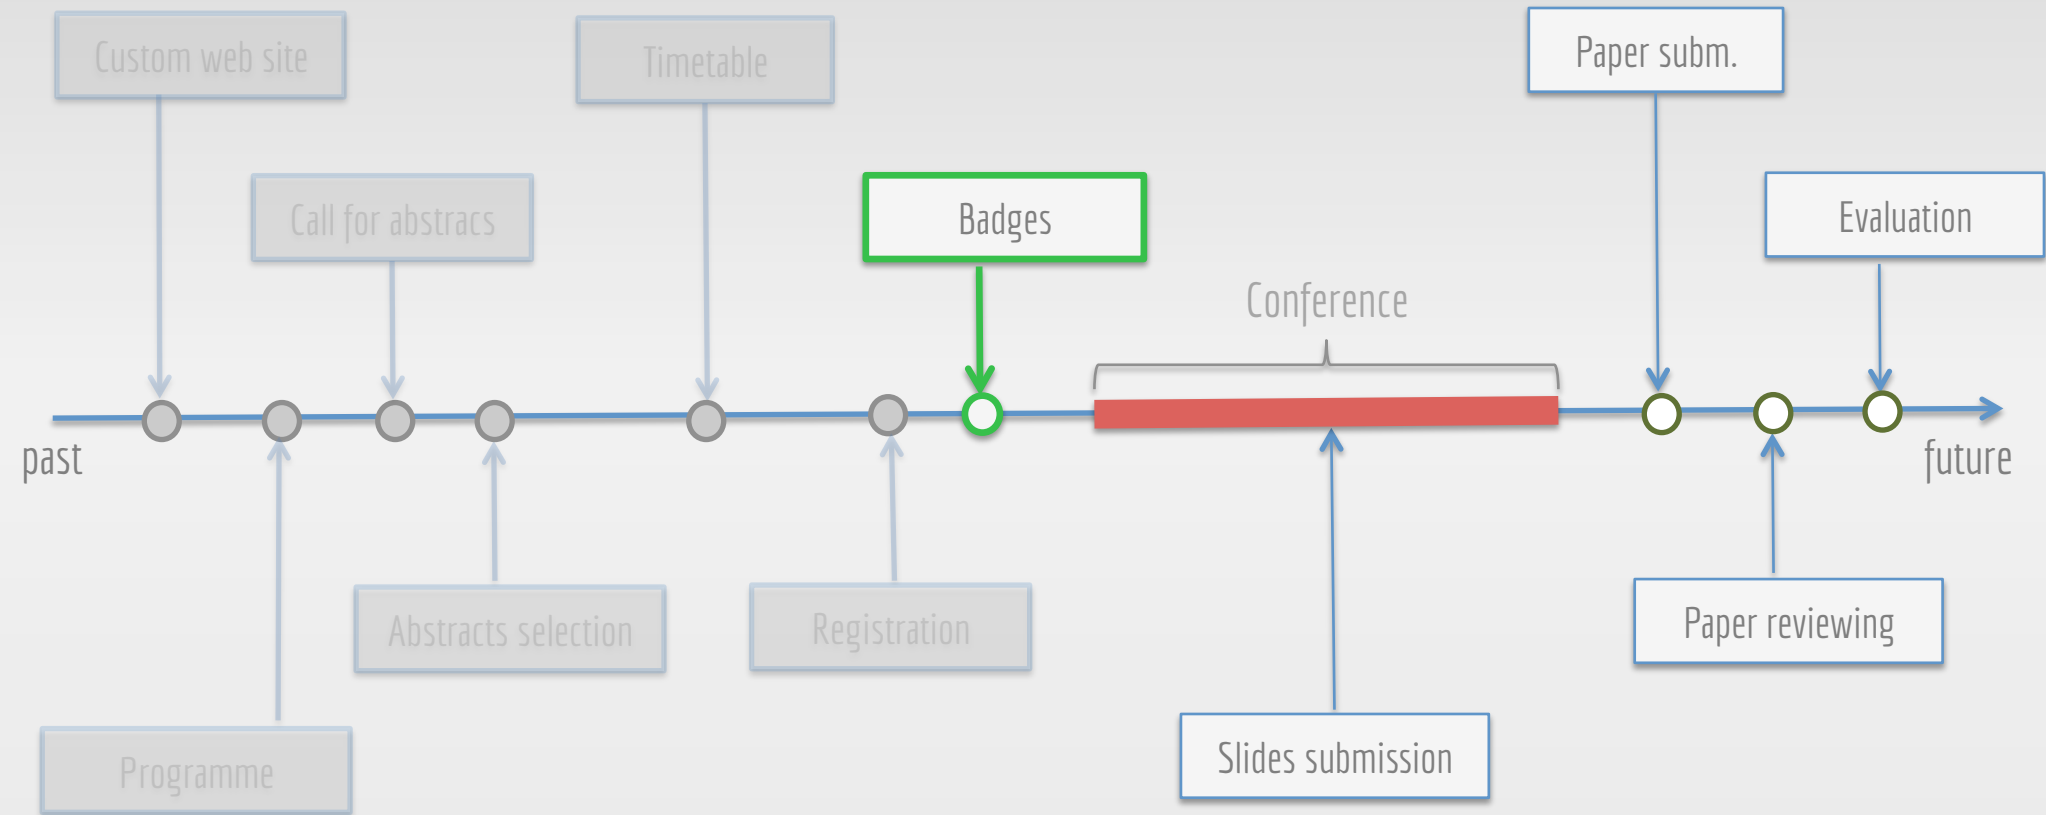 Custom web site
Timetable
Paper subm.
Call for abstracs
Badges
Evaluation
Conference
past
future
Abstracts selection
Registration
Paper reviewing
Programme
Slides submission